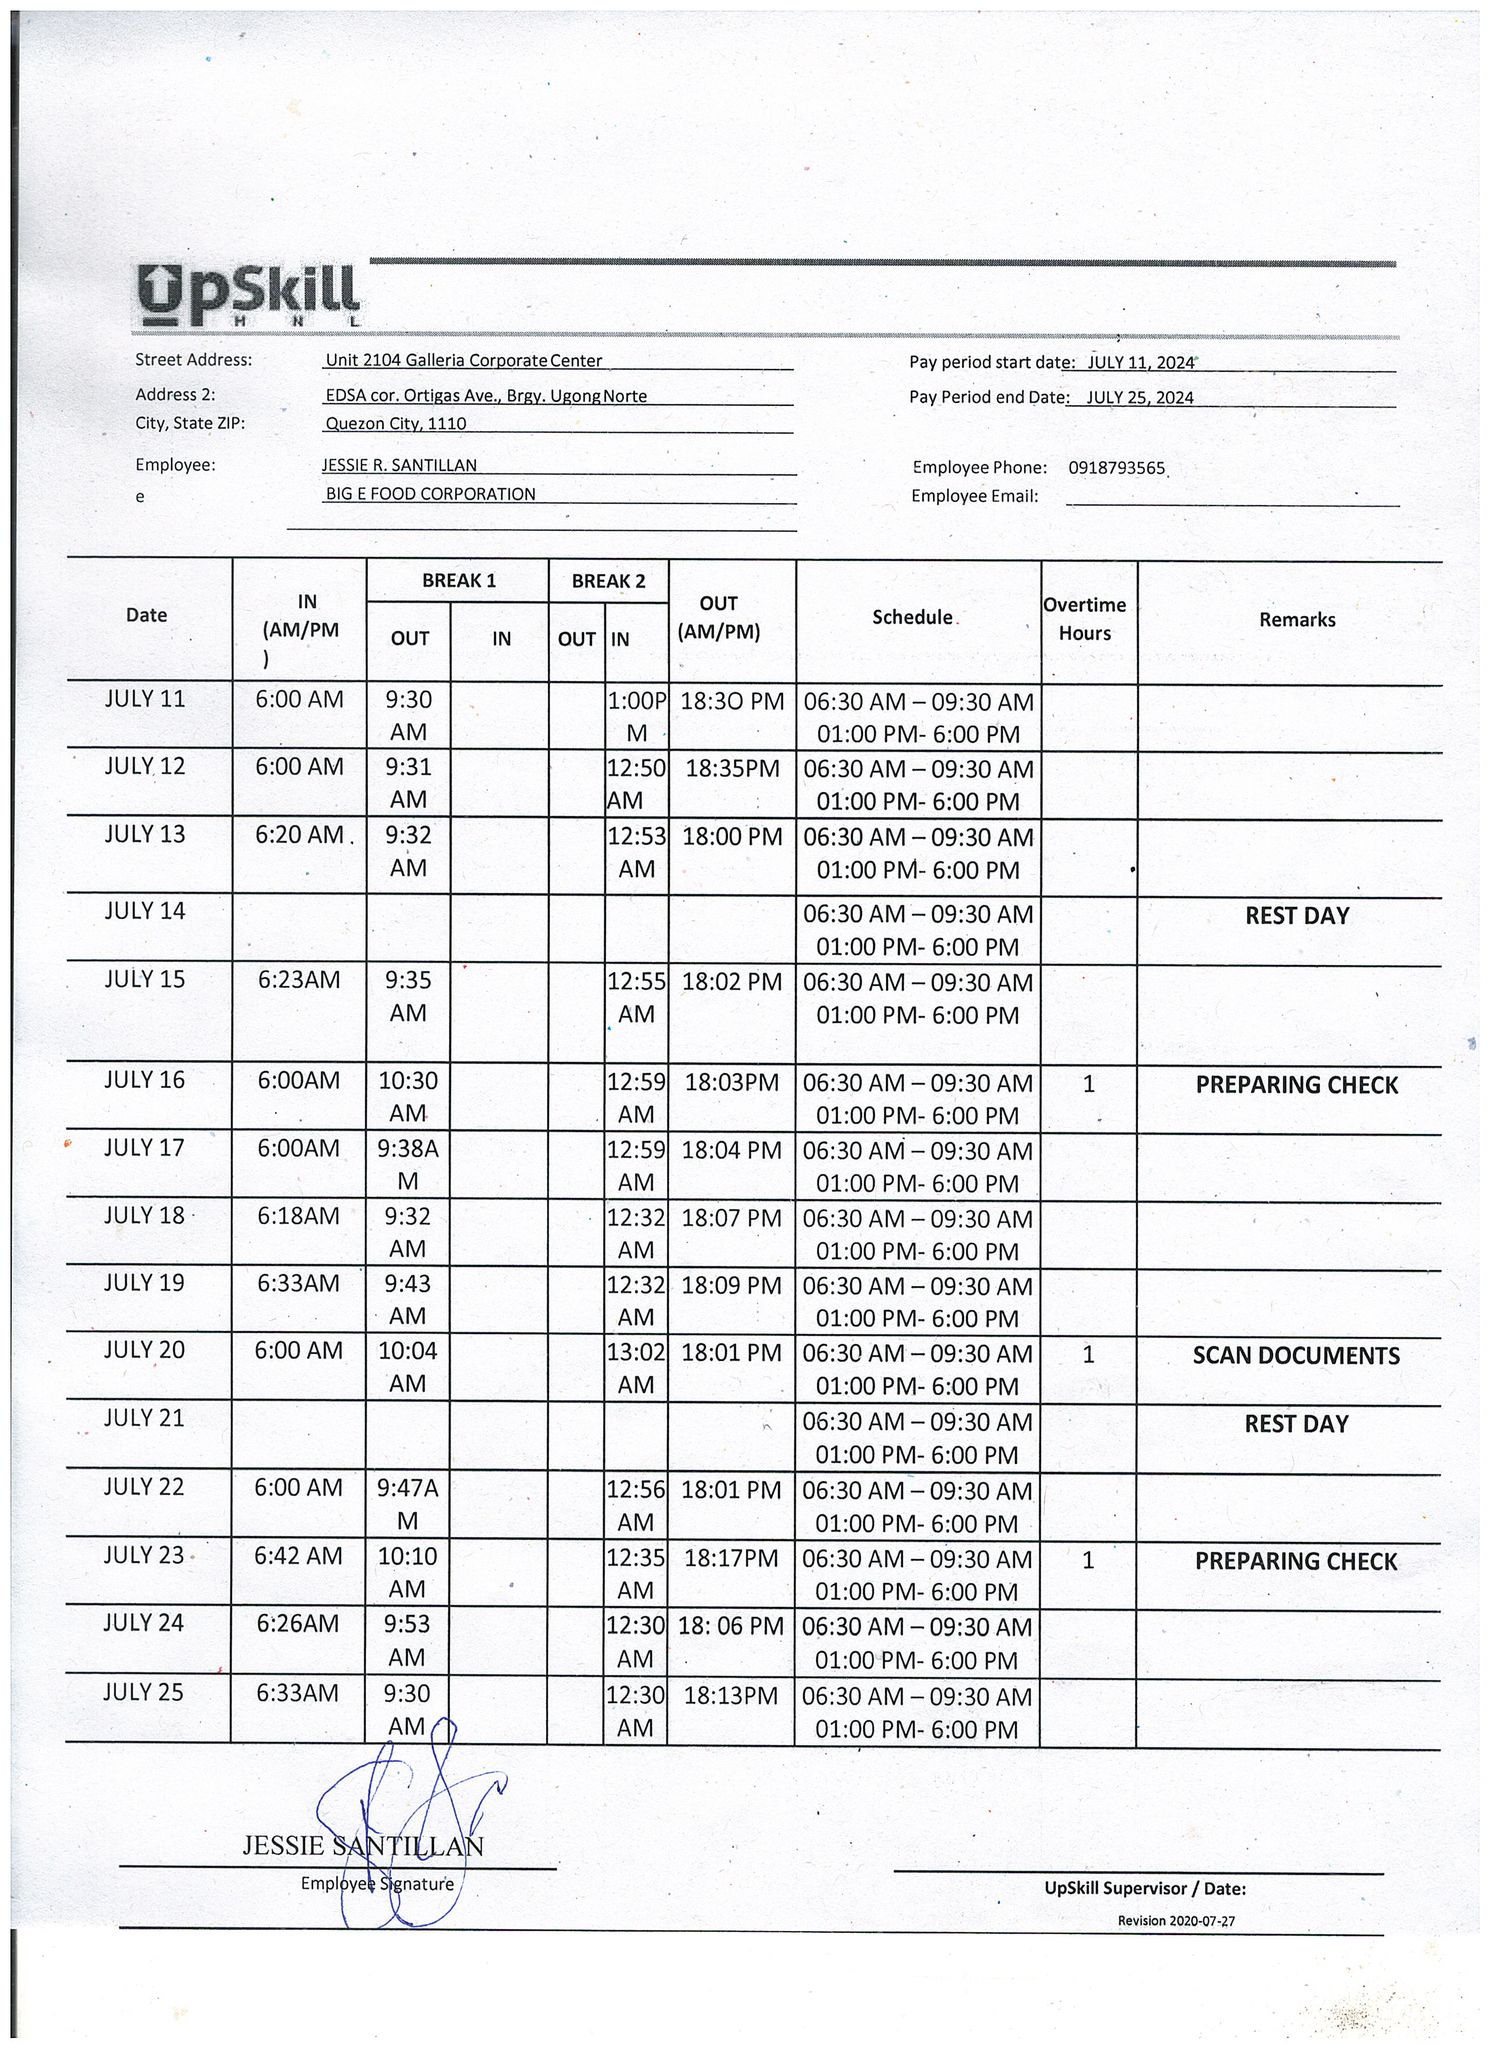 UpSkill
H N L
Street Address: Unit 2104 Galleria Corporate Center Pay period start date: JULY 11, 2024
Address 2: EDSA cor. Ortigas Ave., Brgy. Ugong Norte Pay Period end Date: JULY 25, 2024
City, State ZIP: Quezon City, 1110
Employee: JESSIE R. SANTILLAN Employee Phone: 0918793565
e BIG E FOOD CORPORATION Employee Email:
BREAK 1 BREAK 2
Date IN OUT Schedule Overtime Remarks
(AM/PM OUT IN OUT IN (AM/PM) Hours
)
JULY 11 6:00 AM 9:30 1:00P 18:3O PM 06:30 AM – 09:30 AM
AM M 01:00 PM- 6:00 PM
JULY 12 6:00 AM 9:31 12:50 18:35PM 06:30 AM – 09:30 AM
AM AM 01:00 PM- 6:00 PM
JULY 13 6:20 AM 9:32 12:53 18:00 PM 06:30 AM – 09:30 AM
AM AM 01:00 PM- 6:00 PM
JULY 14 06:30 AM – 09:30 AM REST DAY
01:00 PM- 6:00 PM
JULY 15 6:23AM 9:35 12:55 18:02 PM 06:30 AM – 09:30 AM
AM AM 01:00 PM- 6:00 PM
JULY 16 6:00AM 10:30 12:59 18:03PM 06:30 AM – 09:30 AM 1 PREPARING CHECK
AM AM 01:00 PM- 6:00 PM
JULY 17 6:00AM 9:38A 12:59 18:04 PM 06:30 AM – 09:30 AM
M AM 01:00 PM- 6:00 PM
JULY 18 6:18AM 9:32 12:32 18:07 PM 06:30 AM – 09:30 AM
AM AM 01:00 PM- 6:00 PM
JULY 19 6:33AM 9:43 12:32 18:09 PM 06:30 AM – 09:30 AM
AM AM 01:00 PM- 6:00 PM
JULY 20 6:00 AM 10:04 13:02 18:01 PM 06:30 AM – 09:30 AM 1 SCAN DOCUMENTS
AM AM 01:00 PM- 6:00 PM
JULY 21 06:30 AM – 09:30 AM REST DAY
01:00 PM- 6:00 PM
JULY 22 6:00 AM 9:47A 12:56 18:01 PM 06:30 AM – 09:30 AM
M AM 01:00 PM- 6:00 PM
JULY 23 6:42 AM 10:10 12:35 18:17PM 06:30 AM – 09:30 AM 1 PREPARING CHECK
AM AM 01:00 PM- 6:00 PM
JULY 24 6:26AM 9:53 12:30 18: 06 PM 06:30 AM – 09:30 AM
AM AM 01:00 PM- 6:00 PM
JULY 25 6:33AM 9:30 12:30 18:13PM 06:30 AM – 09:30 AM
AM AM 01:00 PM- 6:00 PM
JESSIE SANTILLAN
Employee Signature
UpSkill Supervisor / Date:
Revision 2020-07-27